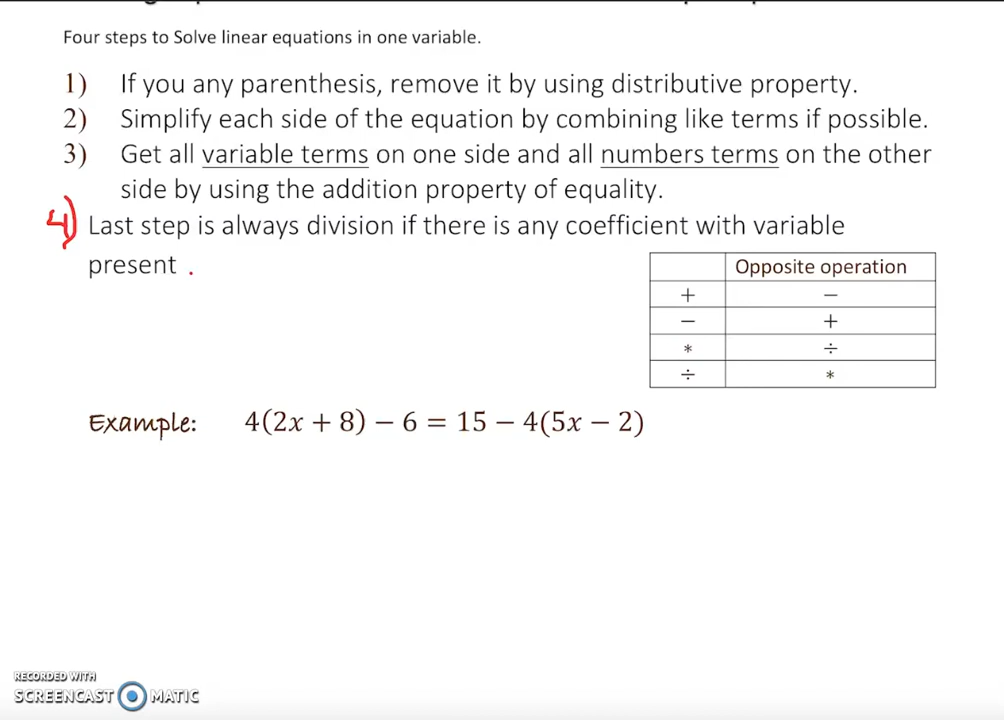 Four steps to Solve linear equations in one variable.
1) If you any parenthesis, remove it by using distributive property.
2) Simplify each side of the equation by combining like terms if possible.
3) Get all variable terms on one side and all numbers terms on the other
side by using the addition property of equality.
4) Last step is always division if there is any coefficient with variable
present .
Opposite operation
+ −
− +
* ÷
÷ *
Example: 4(2x + 8) − 6 = 15 − 4(5x − 2)
RECORDED WITH
SCREENCAST MATIC